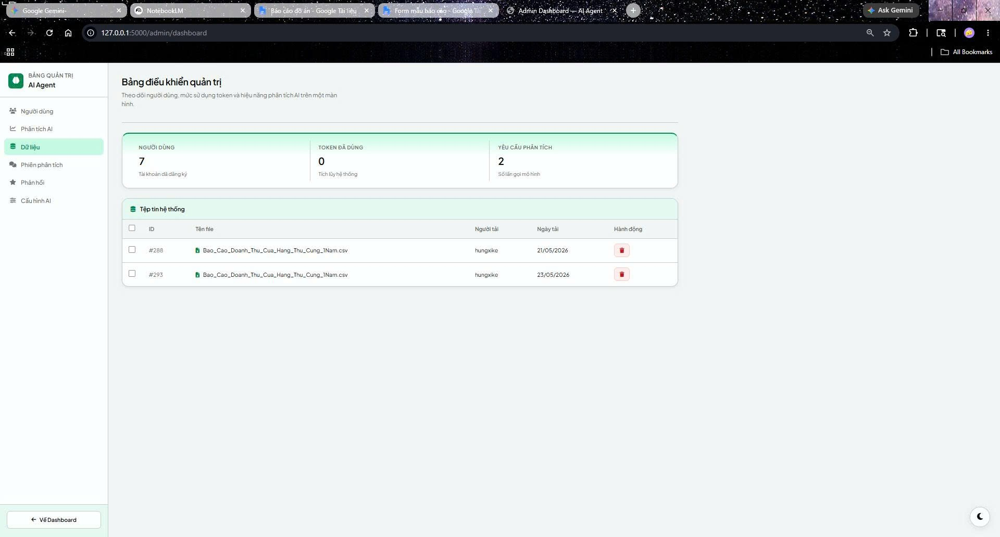 Google Gemini
NotebookLM
Báo cáo đồ án - Google Tài liệu
Form mẫu báo cáo - Google Tà
Admin Dashboard — AI Agent
Ask Gemini
127.0.0.1:5000/admin/dashboard
All Bookmarks
BẢNG QUẢN TRỊ
AI Agent
Người dùng
Phân tích AI
Dữ liệu
Phiên phân tích
Phản hồi
Cấu hình AI
Về Dashboard
Bảng điều khiển quản trị
Theo dõi người dùng, mức sử dụng token và hiệu năng phân tích AI trên một màn
hình.
NGƯỜI DÙNG
7
Tài khoản đã đăng ký
TOKEN ĐÃ DÙNG
0
Tích lũy hệ thống
YÊU CẦU PHÂN TÍCH
2
Số lần gọi mô hình
Tệp tin hệ thống
ID Tên file Người tải Ngày tải Hành động
#288 Bao_Cao_Doanh_Thu_Cua_Hang_Thu_Cung_1Nam.csv hungxike 21/05/2026
#293 Bao_Cao_Doanh_Thu_Cua_Hang_Thu_Cung_1Nam.csv hungxike 23/05/2026